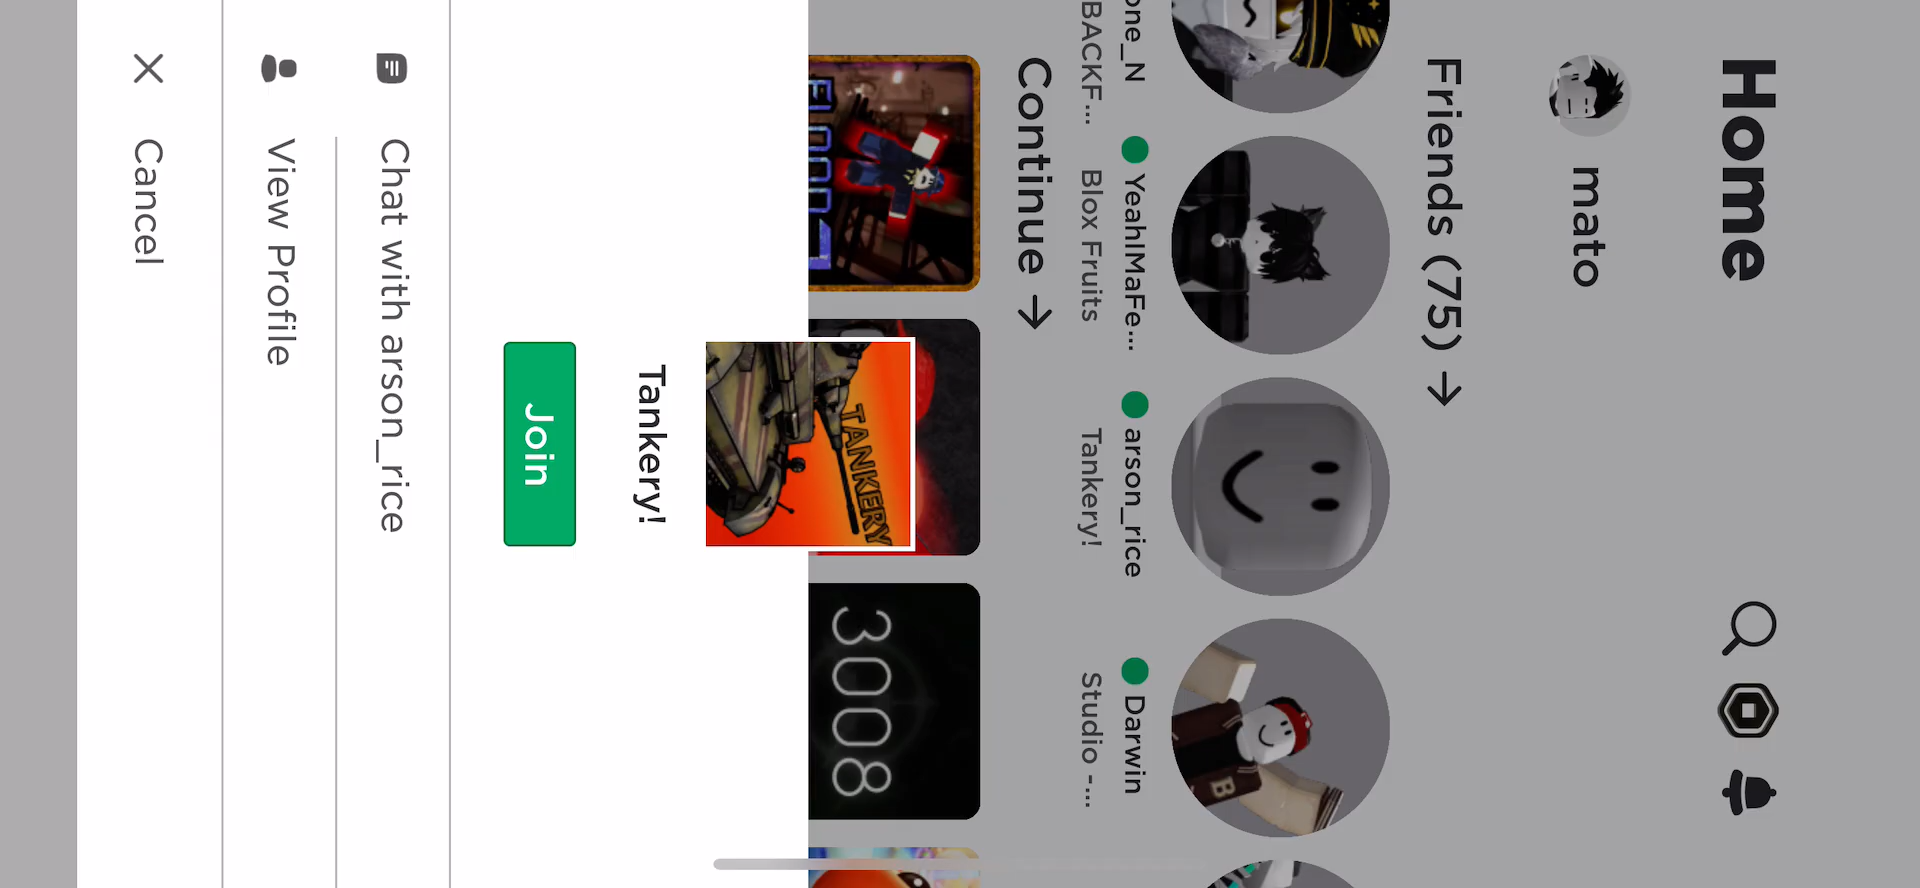 Home
mato
Friends (75)
one_N
BACKF...
YeahIMaFe...
Blox Fruits
arson_rice
Tankery!
Darwin
Studio -...
B
Continue
3008
TANKERY
Tankery!
Join
Chat with arson_rice
View Profile
Cancel